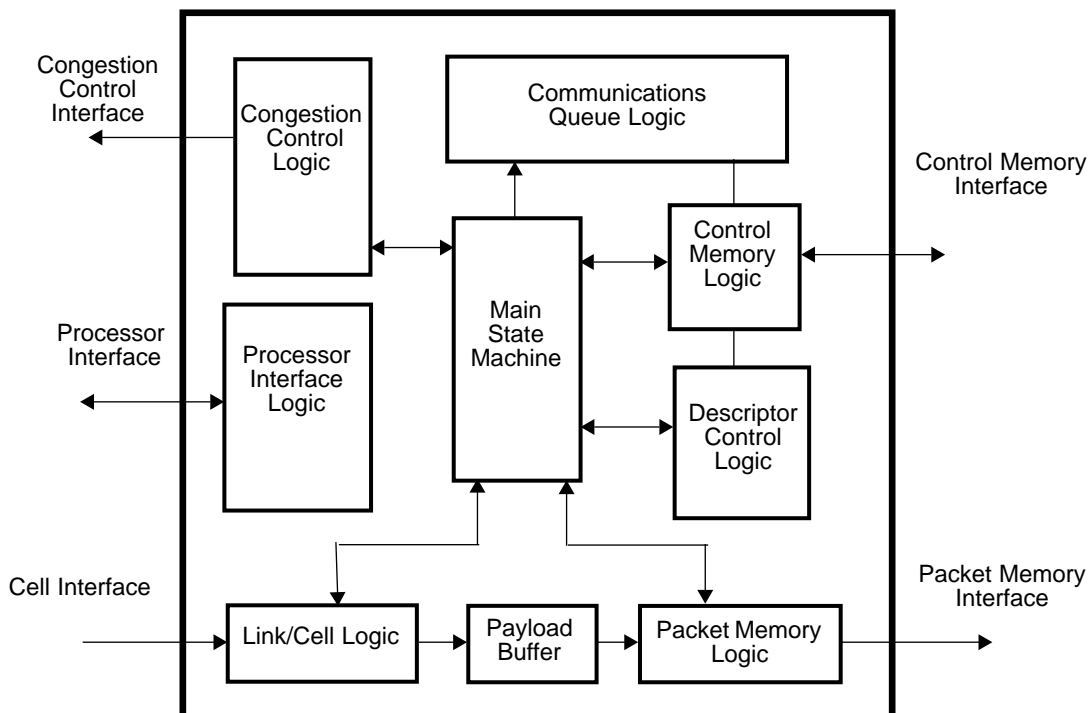 Congestion
Control
Interface
Congestion
Control
Logic
Communications
Queue Logic
Control Memory
Interface
Control
Memory
Logic
Main
State
Machine
Processor
Interface
Processor
Interface
Logic
Descriptor
Control
Logic
Cell Interface
Link/Cell Logic
Payload
Buffer
Packet Memory
Logic
Packet Memory
Interface